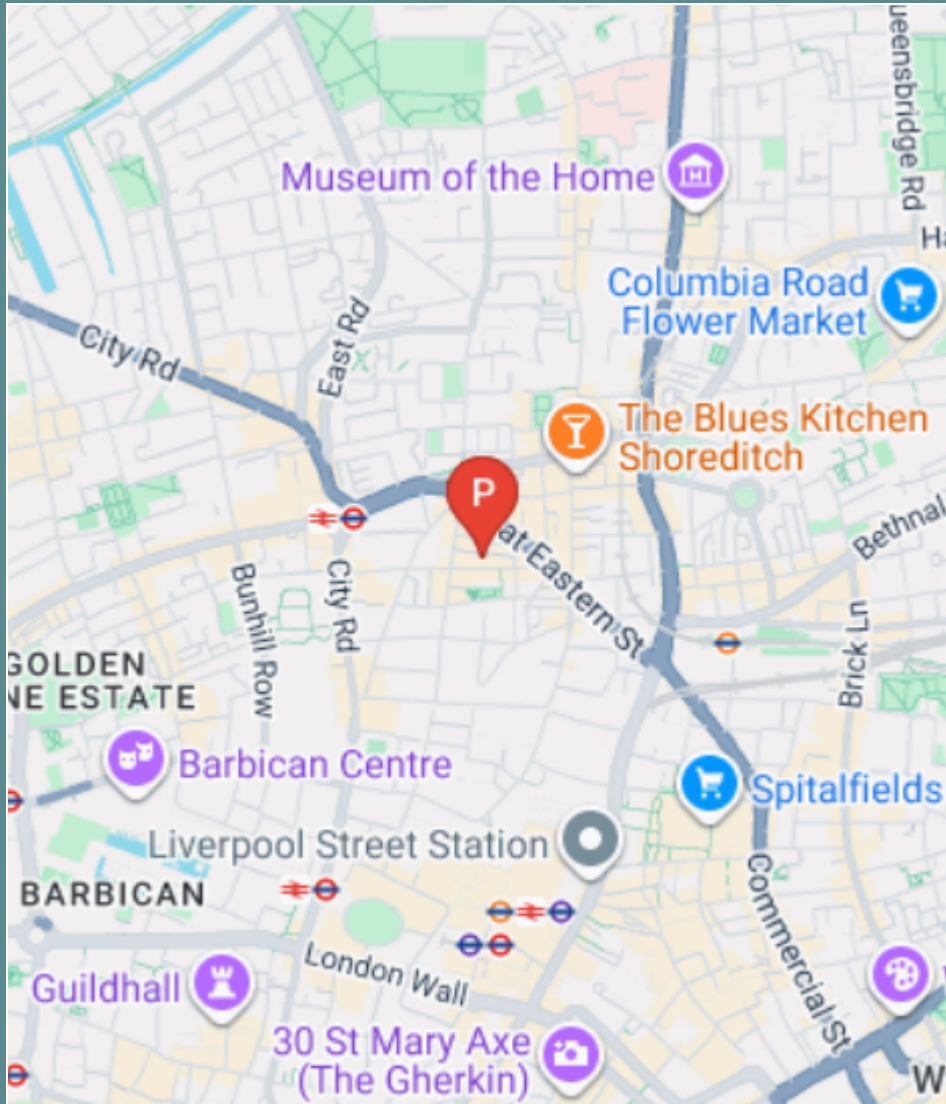 Queensbridge Rd
Museum of the Home
Columbia Road
Flower Market
City Rd
East Rd
The Blues Kitchen
Shoreditch
P
at Eastern St
Bethnal
City Rd
Bunhill Row
Brick Ln
GOLDEN
NE ESTATE
Barbican Centre
Spitalfields
Liverpool Street Station
BARBICAN
Commercial St
London Wall
Guildhall
30 St Mary Axe
(The Gherkin)